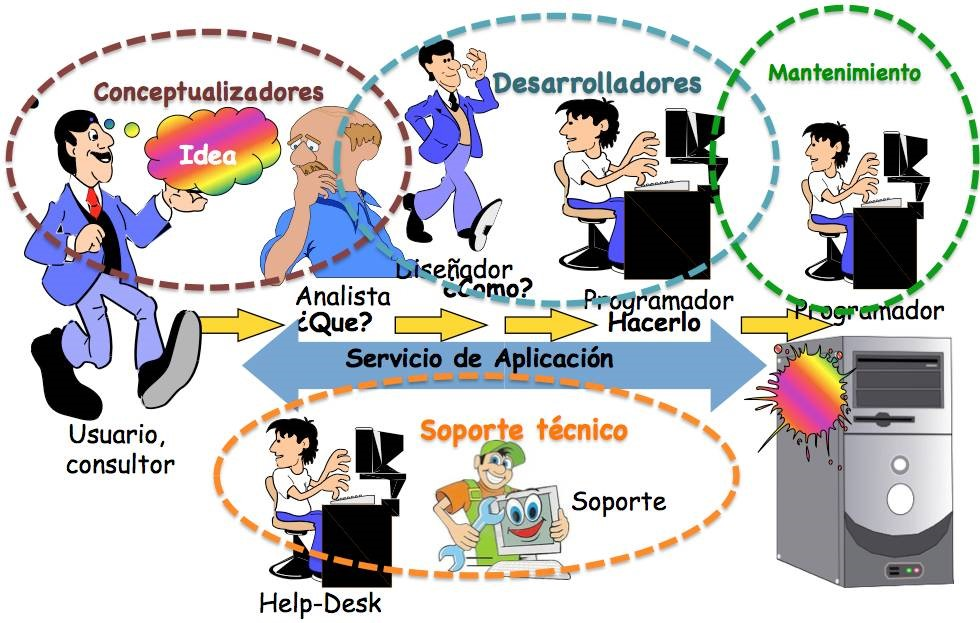 Conceptualizadores
Idea
Desarrolladores
Mantenimiento
Analista
¿Que?
Diseñador
¿Como?
Programador
Hacerlo
Programador
Servicio de Aplicación
Usuario,
consultor
Soporte técnico
Soporte
Help-Desk